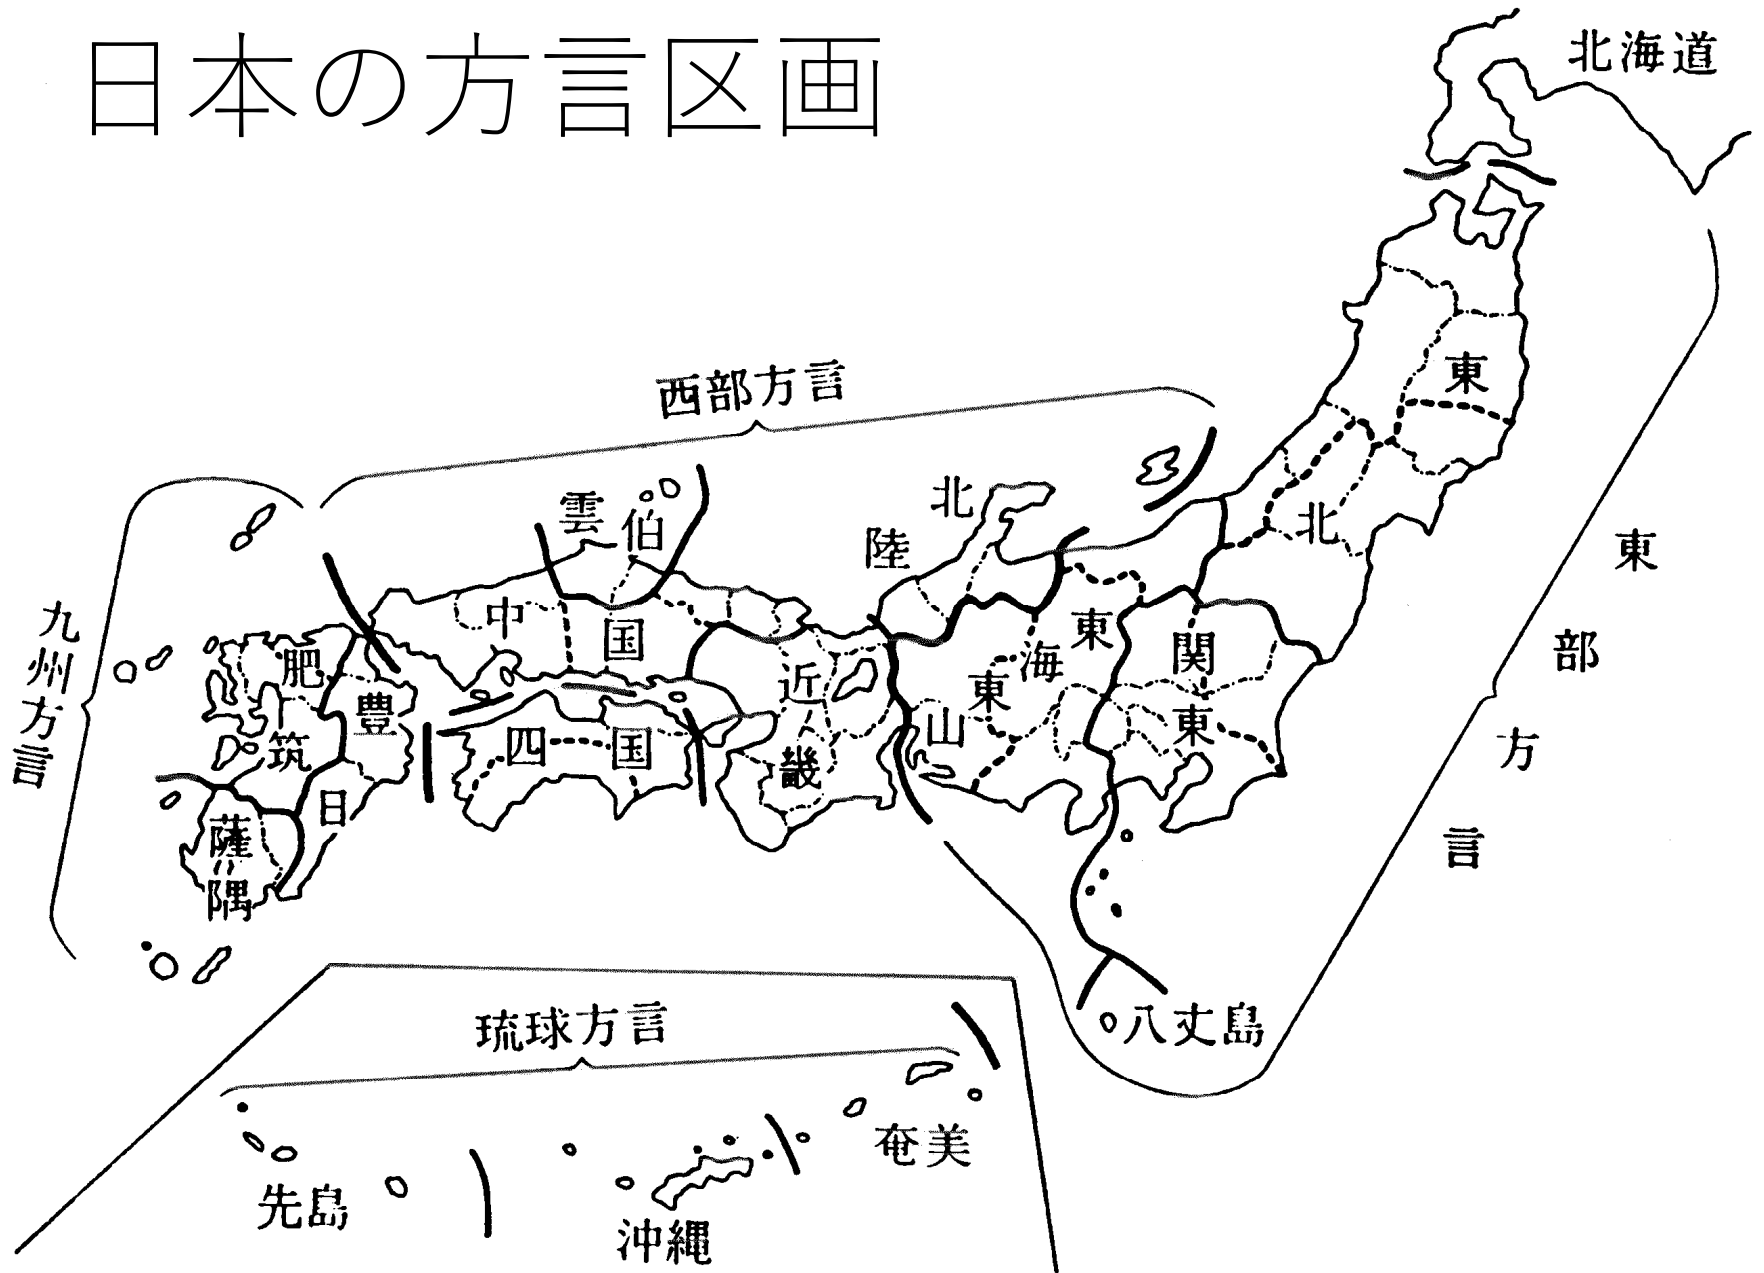 日本の方言区画
北海道
東北
東部方言
西部方言
雲伯
北陸
中国
近畿
四国
東海東山
関東
九州方言
肥筑
豊日
薩隅
八丈島
琉球方言
奄美
沖縄
先島